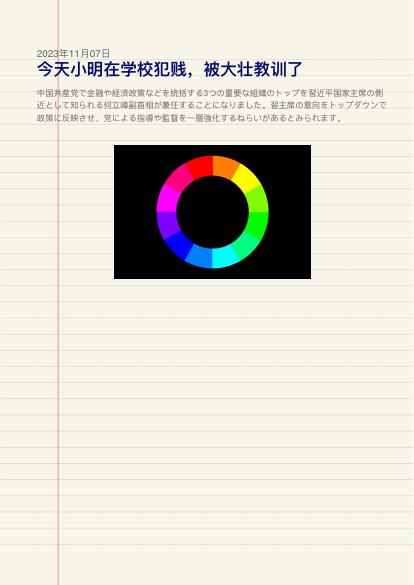 2023年11月07日
今天小明在学校犯贱，被大壮教训了
中国共産党で金融や経済政策などを統括する3つの重要な組織のトップを習近平国家主席の側
近として知られる何立峰副首相が兼任することになりました。習主席の意向をトップダウンで
政策に反映させ、党による指導や監督を一層強化するねらいがあるとみられます。